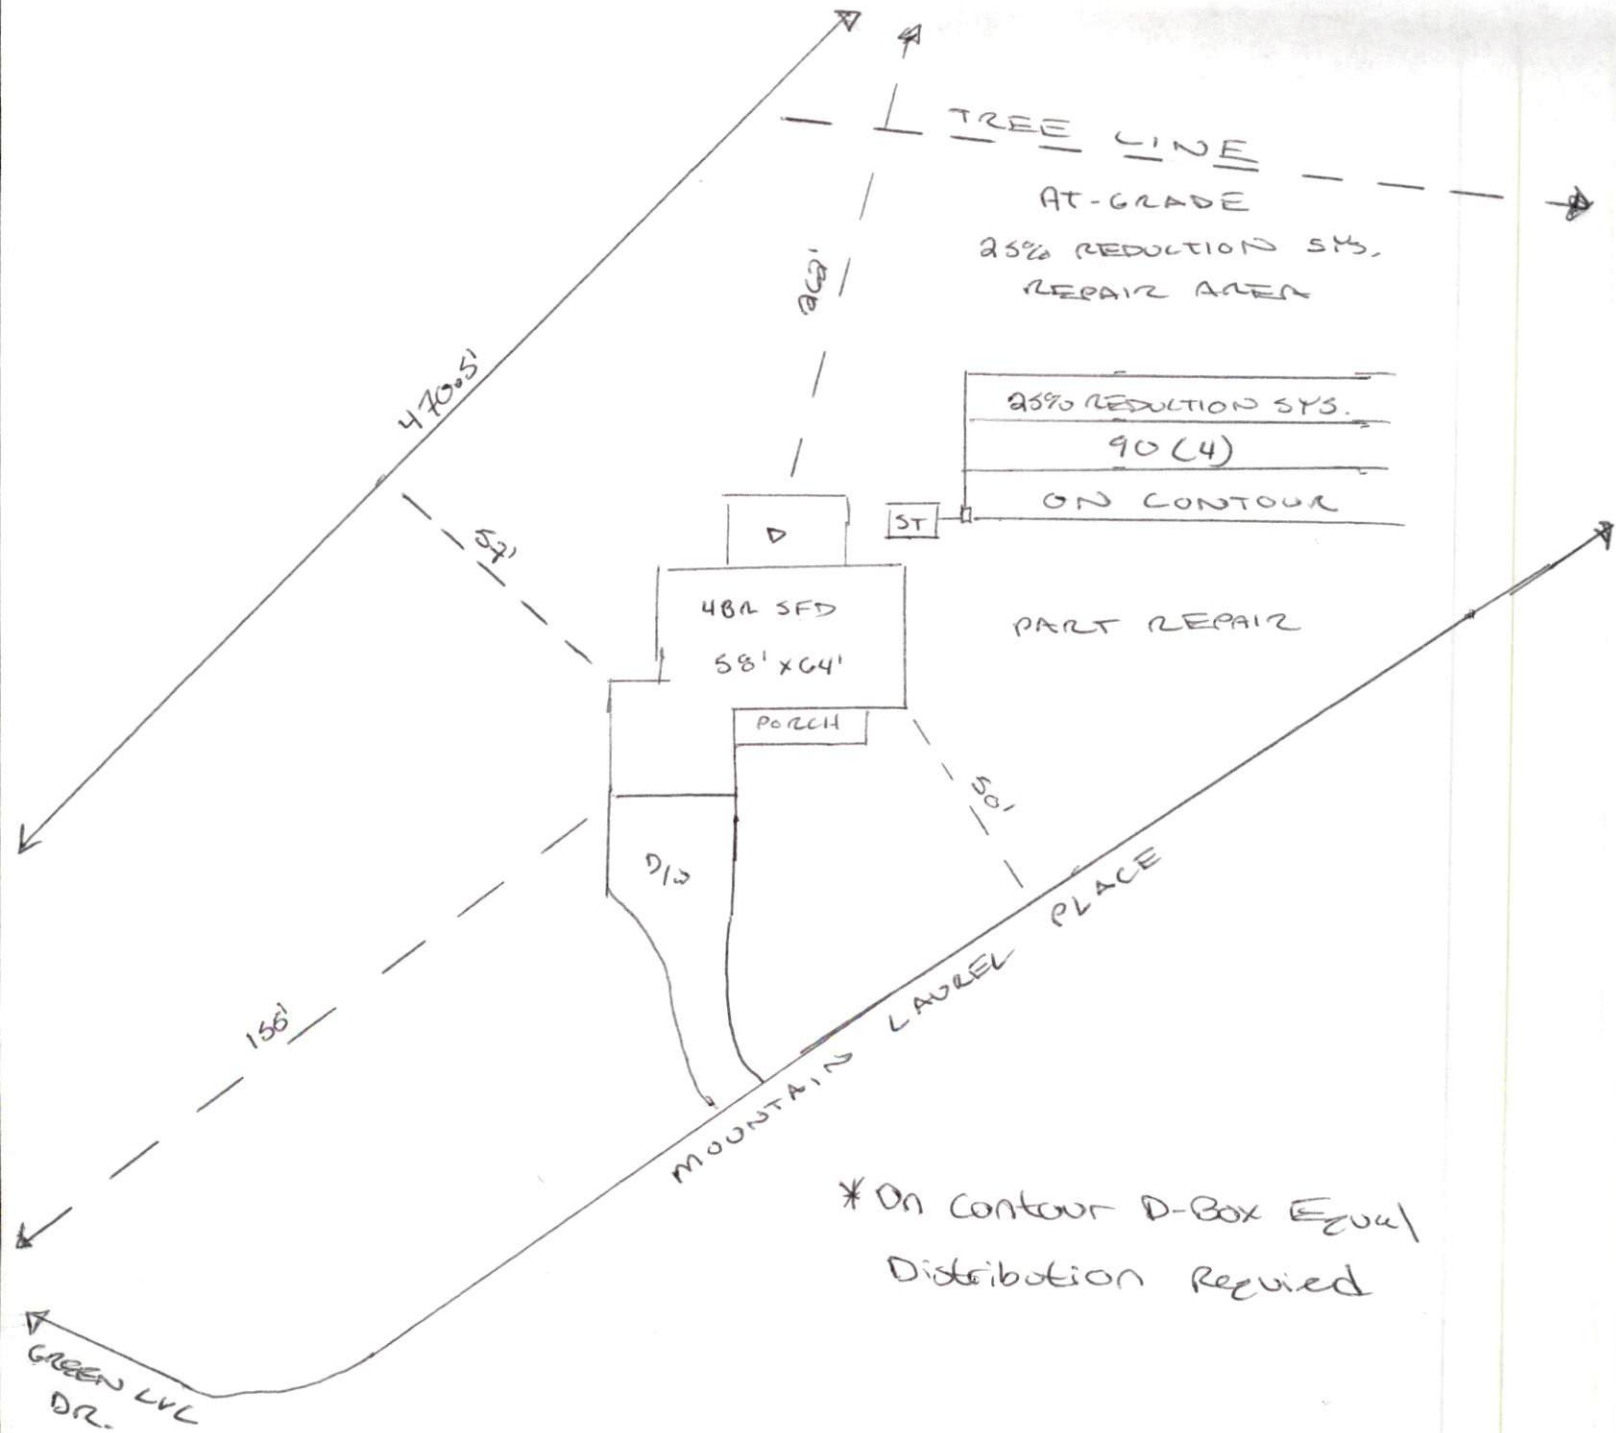 TREE LINE
AT-GRADE
25% REDUCTION SYS.
REPAIR AREA
470.5'
25% REDUCTION SYS.
90 (4)
ON CONTOUR
ST
D
57'
4BR SFD
58' x 64'
PART REPAIR
PORCH
50'
D/W
MOUNTAIN LAUREL PLACE
* On Contour D-Box Equal
Distribution Requied
GREEN LVL
DR.